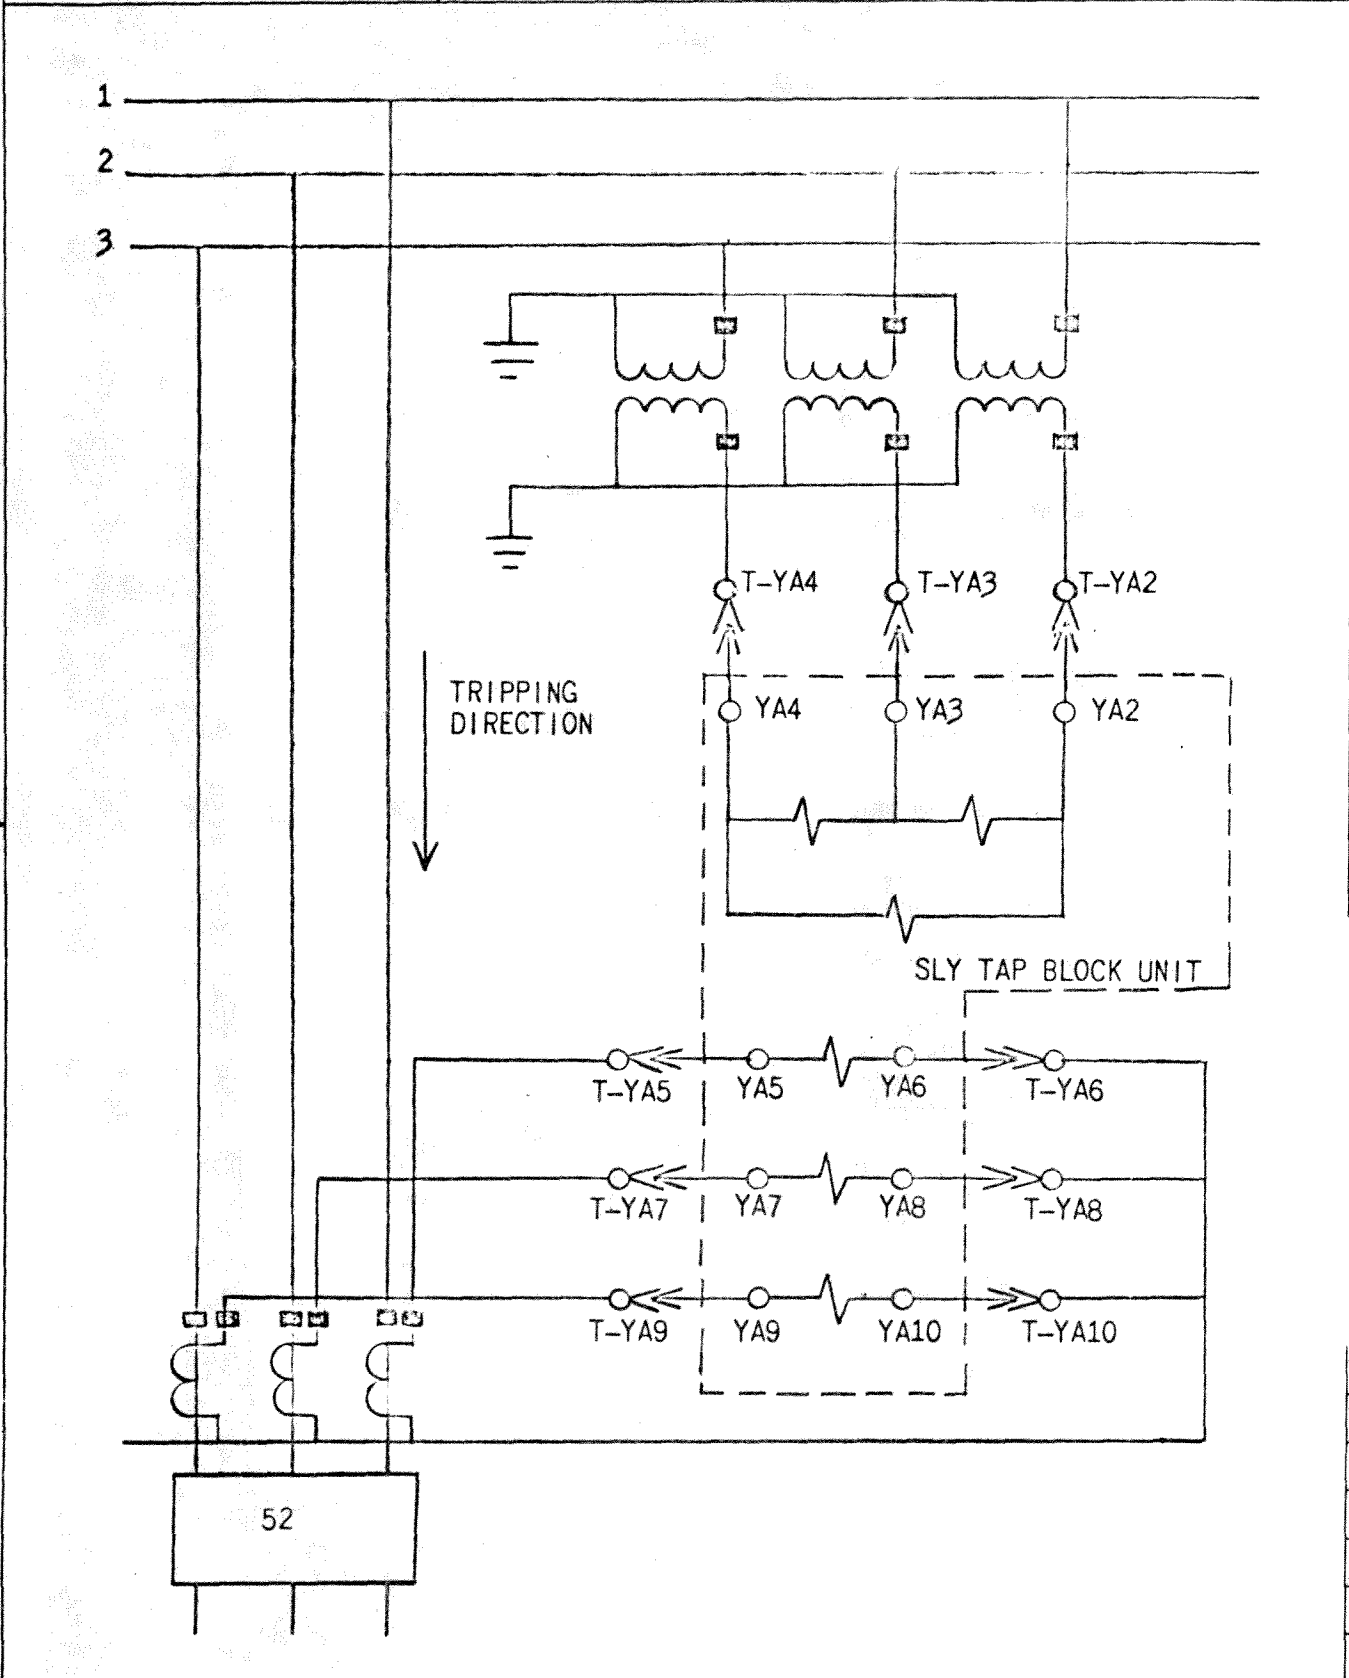 1
2
3
T-YA4 T-YA3 T-YA2
TRIPPING
DIRECTION
YA4 YA3 YA2
SLY TAP BLOCK UNIT
T-YA5 YA5 YA6 T-YA6
T-YA7 YA7 YA8 T-YA8
T-YA9 YA9 YA10 T-YA10
52